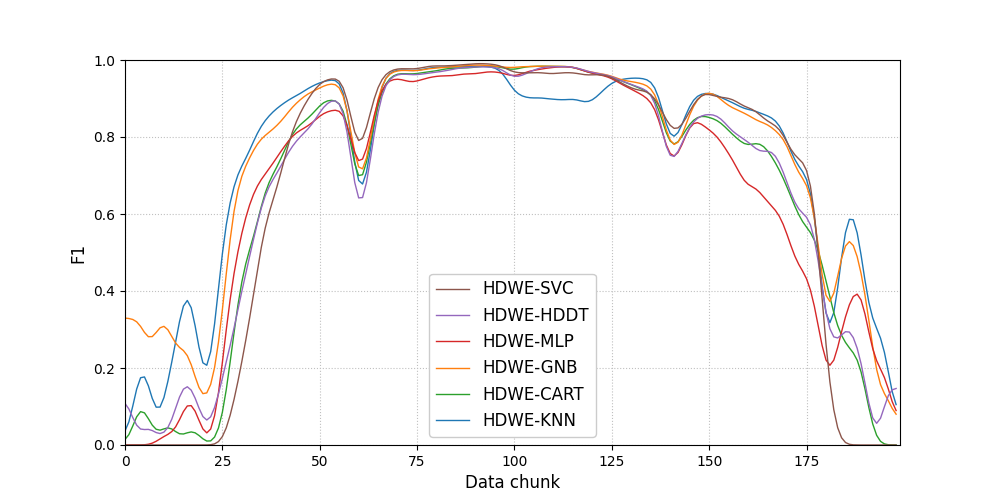 1.0
0.8
0.6
0.4
0.2
0.0
F1
HDWE-SVC
HDWE-HDDT
HDWE-MLP
HDWE-GNB
HDWE-CART
HDWE-KNN
0 25 50 75 100 125 150 175
Data chunk